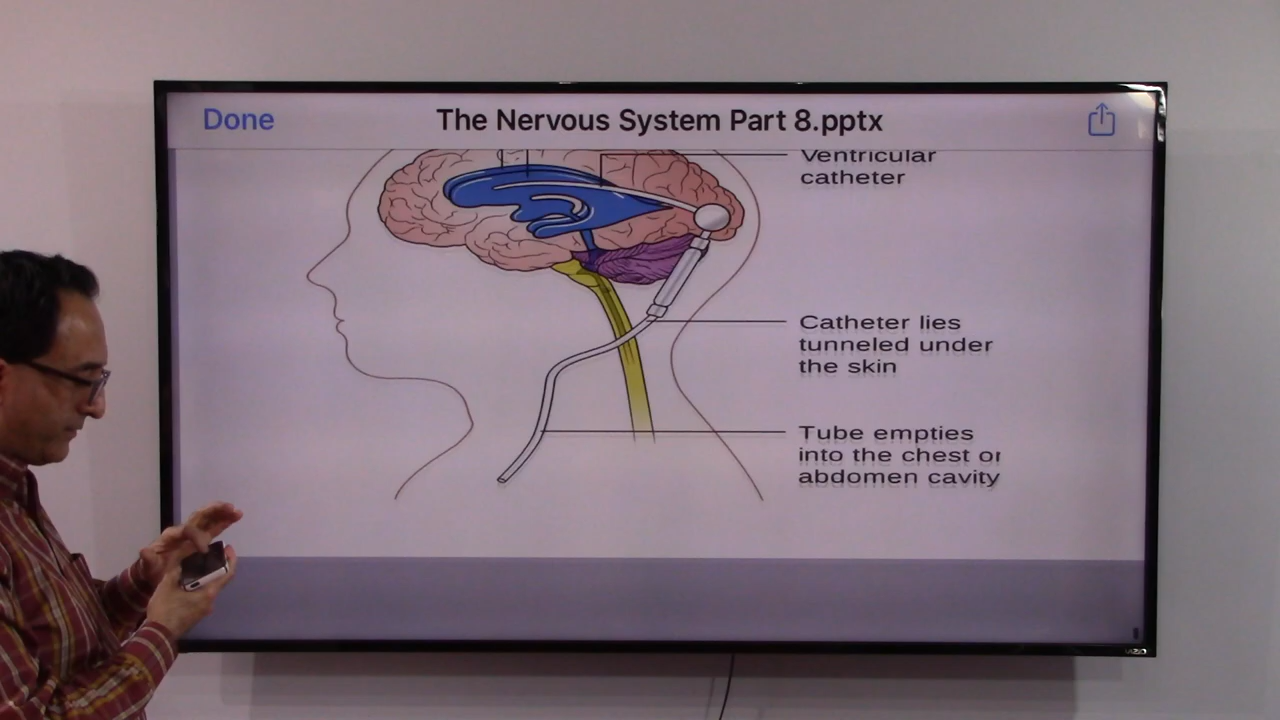 Done
The Nervous System Part 8.pptx
Ventricular
catheter
Catheter lies
tunneled under
the skin
Tube empties
into the chest or
abdomen cavity
VIZIO